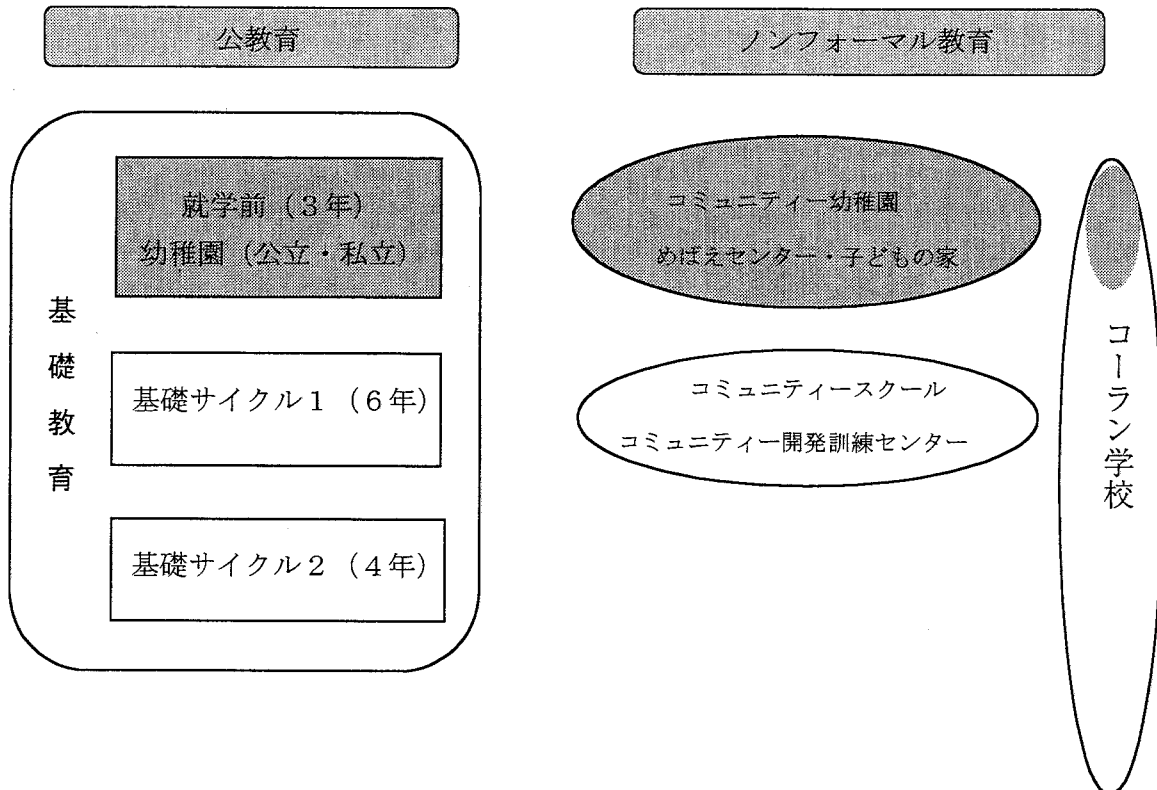 公教育
ノンフォーマル教育
基礎教育
就学前（３年）
幼稚園（公立・私立）
基礎サイクル１（６年）
基礎サイクル２（４年）
コミュニティー幼稚園
めばえセンター・子どもの家
コミュニティースクール
コミュニティー開発訓練センター
コーラン学校